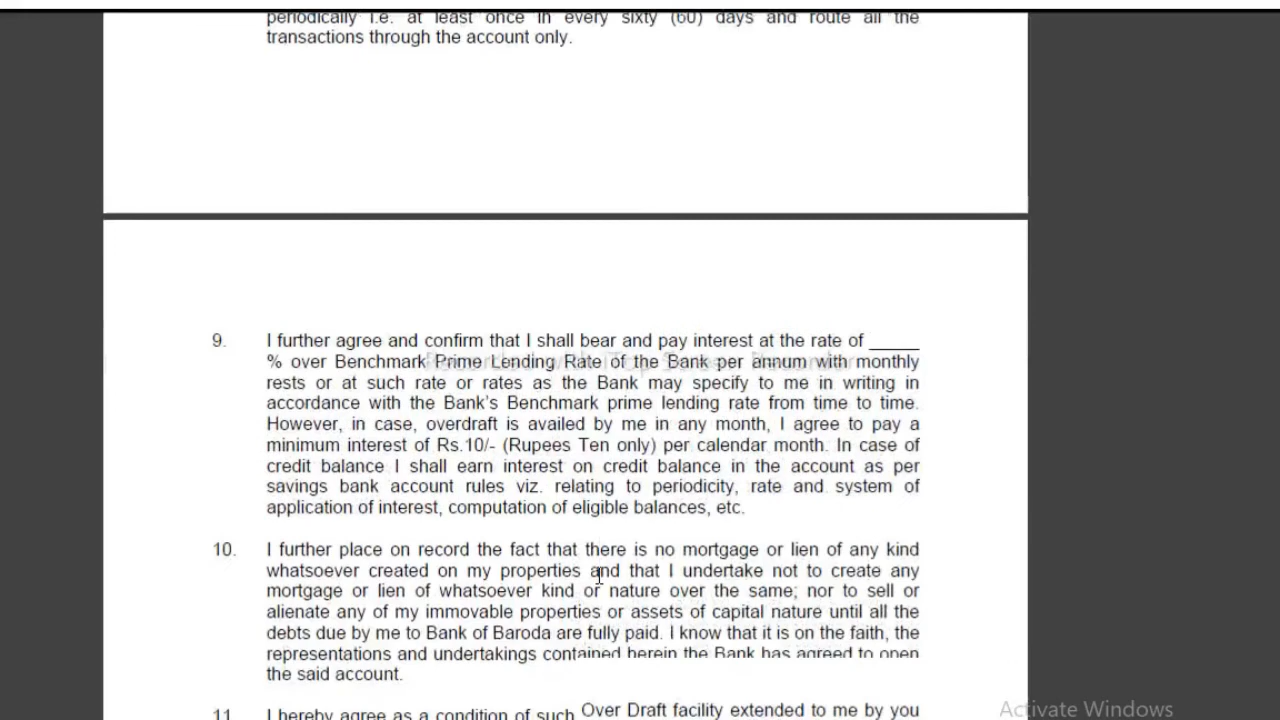 periodically i.e. at least once in every sixty (60) days and route all the
transactions through the account only.
9. I further agree and confirm that I shall bear and pay interest at the rate of _____
% over Benchmark Prime Lending Rate of the Bank per annum with monthly
rests or at such rate or rates as the Bank may specify to me in writing in
accordance with the Bank's Benchmark prime lending rate from time to time.
However, in case, overdraft is availed by me in any month, I agree to pay a
minimum interest of Rs.10/- (Rupees Ten only) per calendar month. In case of
credit balance I shall earn interest on credit balance in the account as per
savings bank account rules viz. relating to periodicity, rate and system of
application of interest, computation of eligible balances, etc.
10. I further place on record the fact that there is no mortgage or lien of any kind
whatsoever created on my properties and that I undertake not to create any
mortgage or lien of whatsoever kind or nature over the same; nor to sell or
alienate any of my immovable properties or assets of capital nature until all the
debts due by me to Bank of Baroda are fully paid. I know that it is on the faith, the
representations and undertakings contained herein the Bank has agreed to open
the said account.
11. I hereby agree as a condition of such Over Draft facility extended to me by you
Recorded with iTop Screen Recorder
Activate Windows